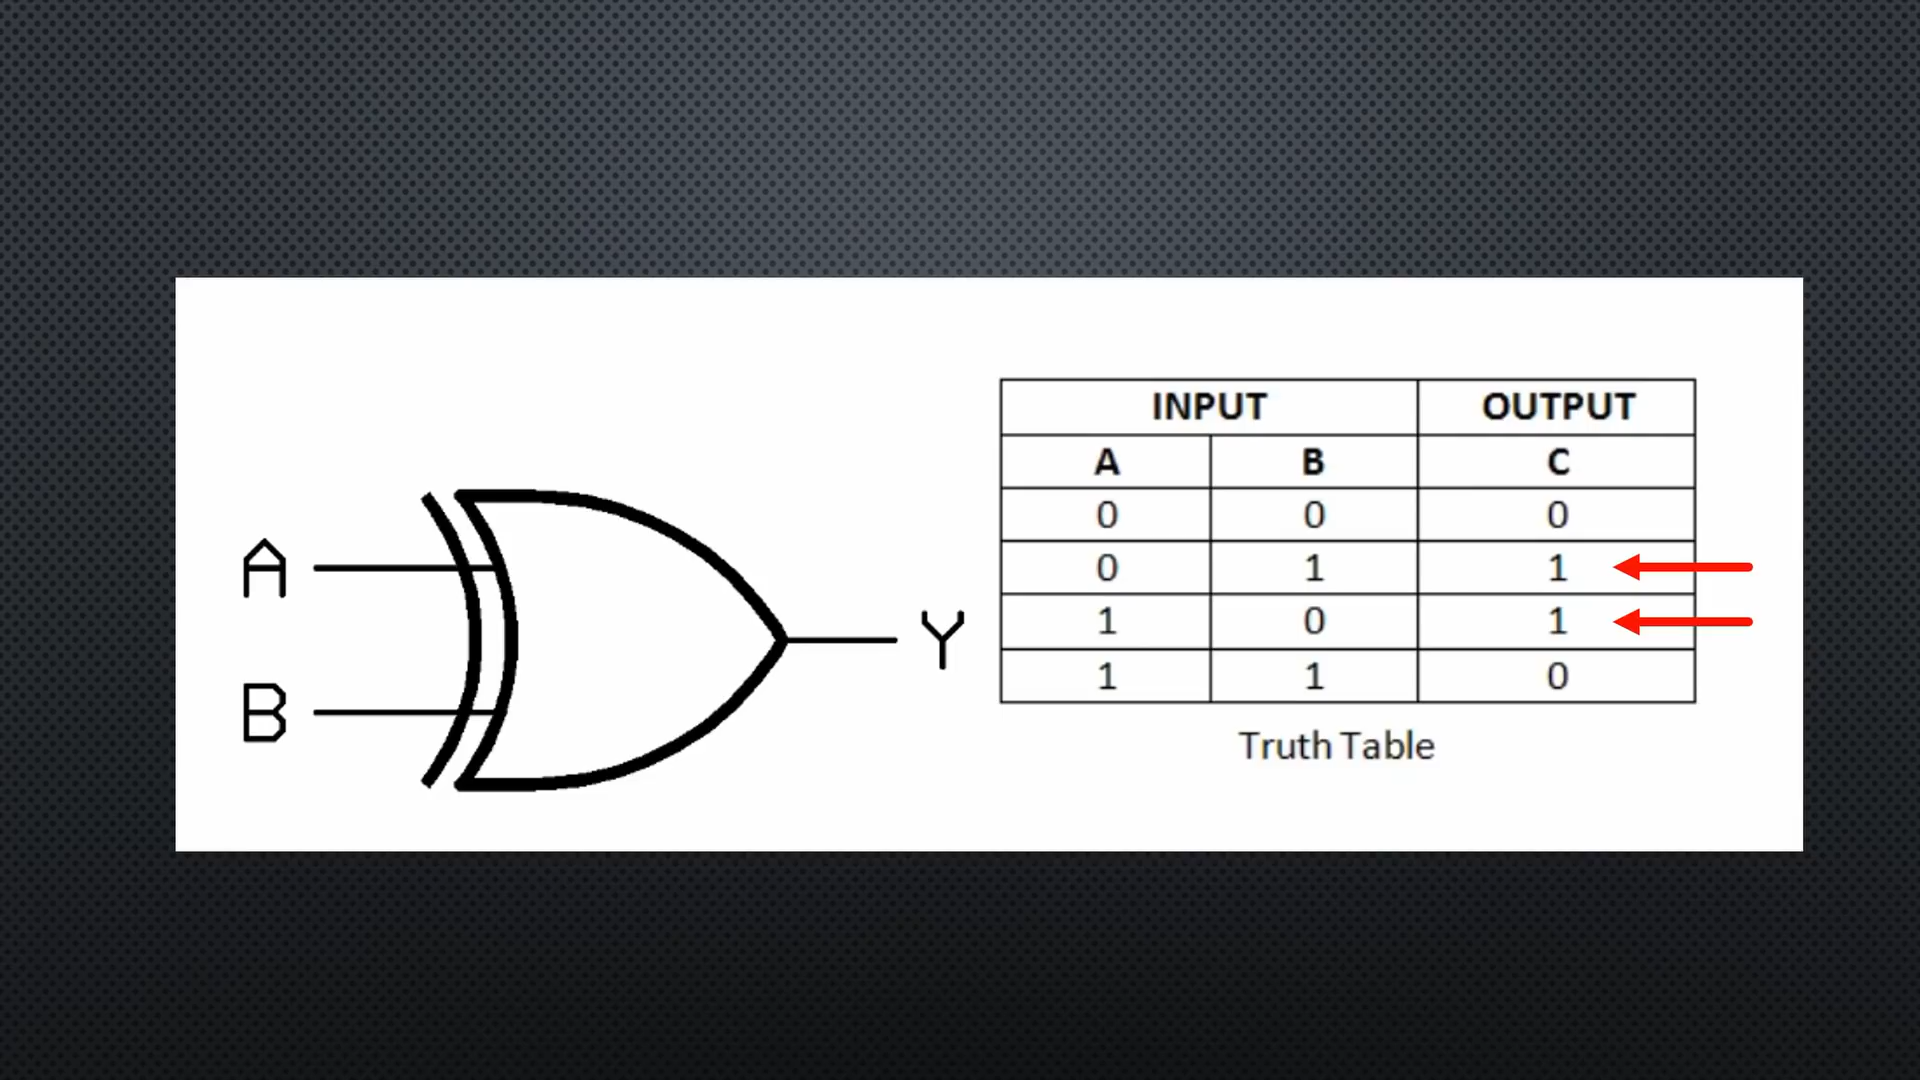 A
B
Y
INPUT OUTPUT
A B C
0 0 0
0 1 1
1 0 1
1 1 0
Truth Table